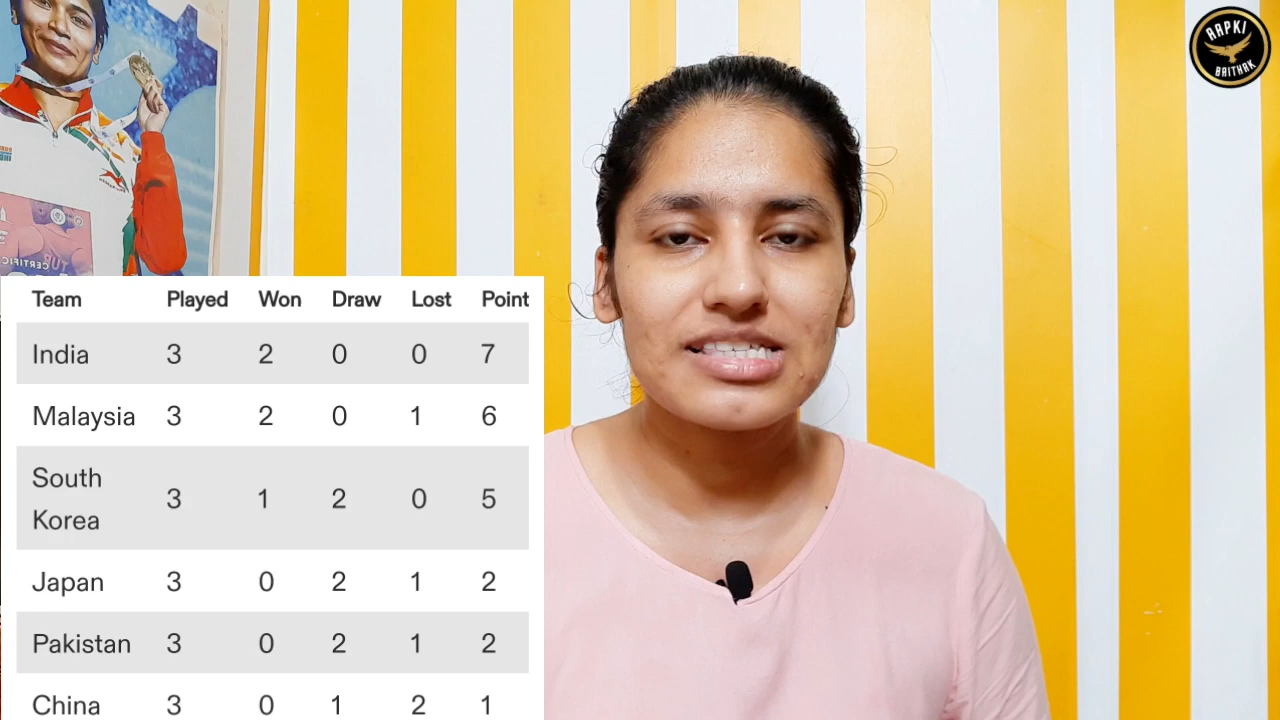 AAPKI
BAITHAK
CERTIFIC
Team Played Won Draw Lost Point
India 3 2 0 0 7
Malaysia 3 2 0 1 6
South
Korea 3 1 2 0 5
Japan 3 0 2 1 2
Pakistan 3 0 2 1 2
China 3 0 1 2 1